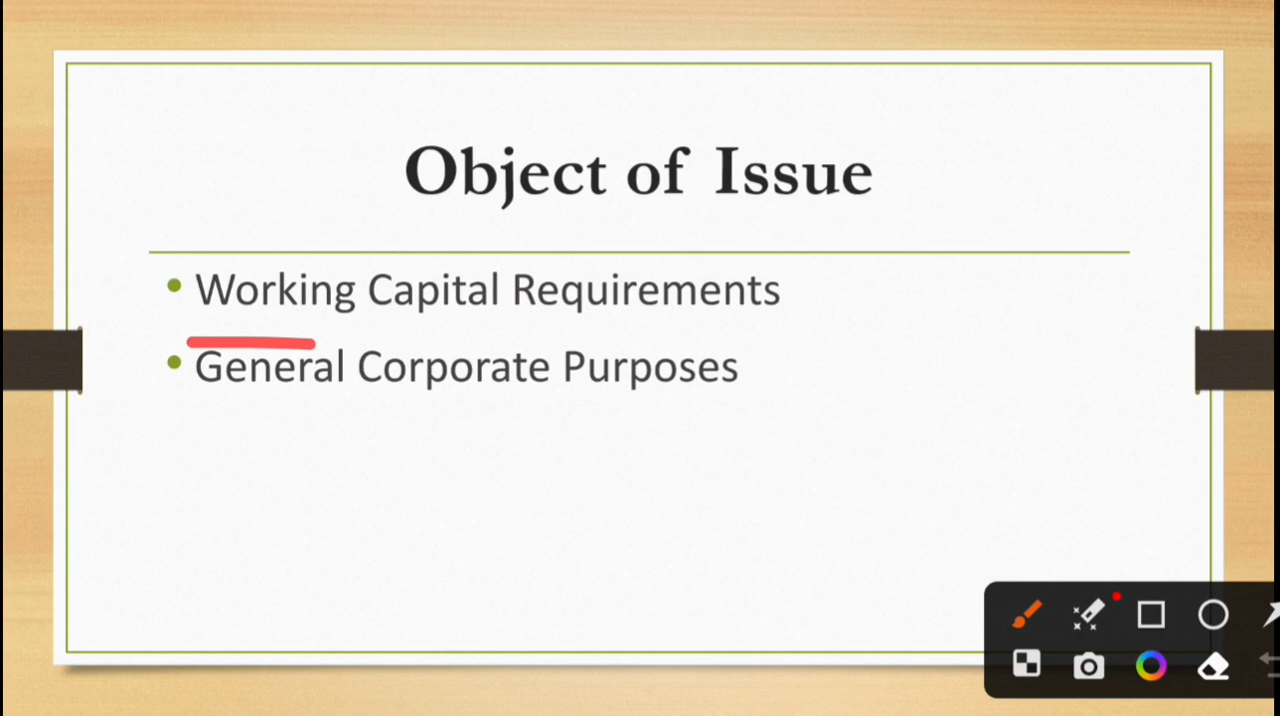 Object of Issue
• Working Capital Requirements
• General Corporate Purposes